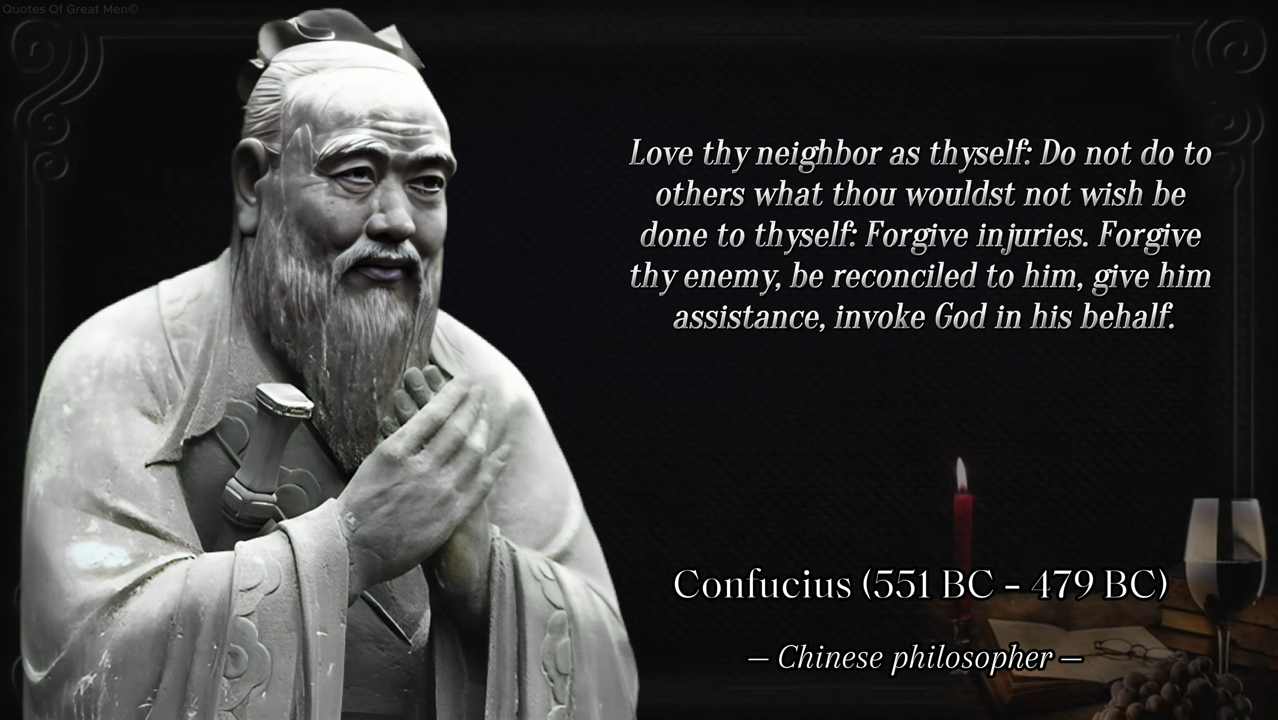 Quotes Of Great Men©
Love thy neighbor as thyself: Do not do to
others what thou wouldst not wish be
done to thyself: Forgive injuries. Forgive
thy enemy, be reconciled to him, give him
assistance, invoke God in his behalf.
Confucius (551 BC – 479 BC)
— Chinese philosopher —